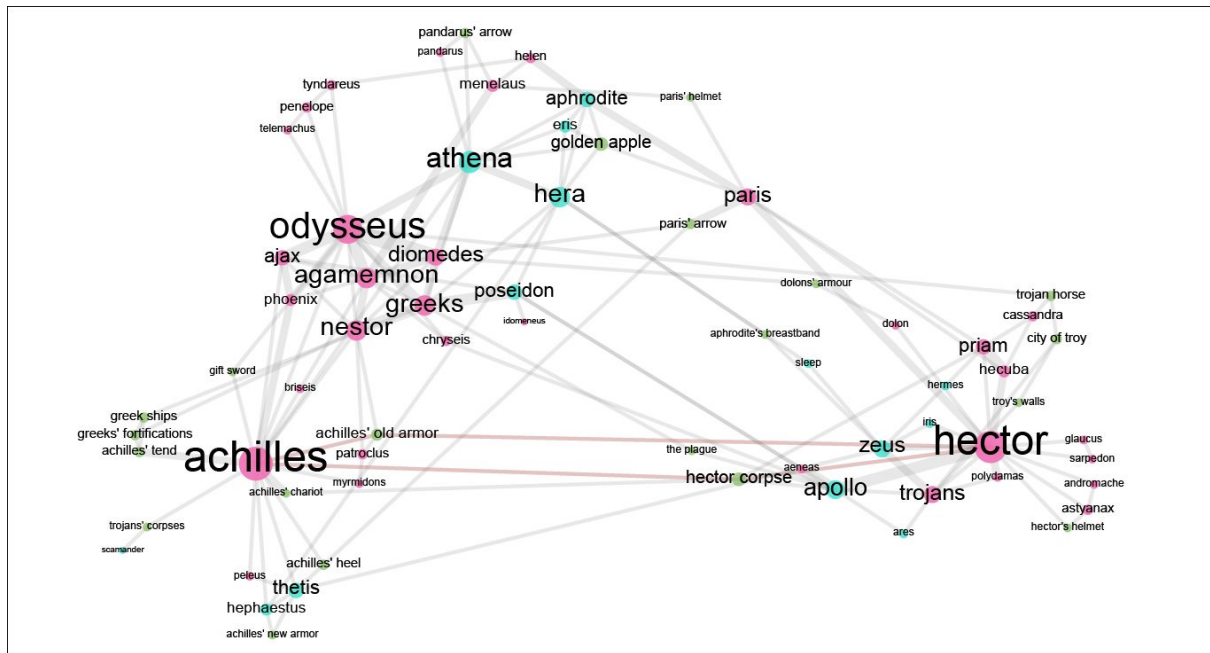 pandarus' arrow
pandarus
helen
tyndareus
menelaus
aphrodite
paris' helmet
penelope
telemachus
eris
golden apple
athena
hera
paris
odysseus
paris' arrow
ajax
diomedes
agamemnon
dolons' armour
poseidon
phoenix
greeks
trojan horse
nestor
idomeneus
dolon
cassandra
chryseis
aphrodite's breastband
city of troy
priam
sleep
hecuba
gift sword
briseis
hermes
troy's walls
greek ships
iris
greeks' fortifications
achilles' old armor
hector
glaucus
achilles' tend
achilles
patroclus
the plague
zeus
sarpedon
aeneas
polydamas
myrmidons
hector corpse
andromache
achilles' chariot
apollo
trojans
astyanax
trojans' corpses
hector's helmet
ares
scamander
achilles' heel
peleus
thetis
hephaestus
achilles' new armor